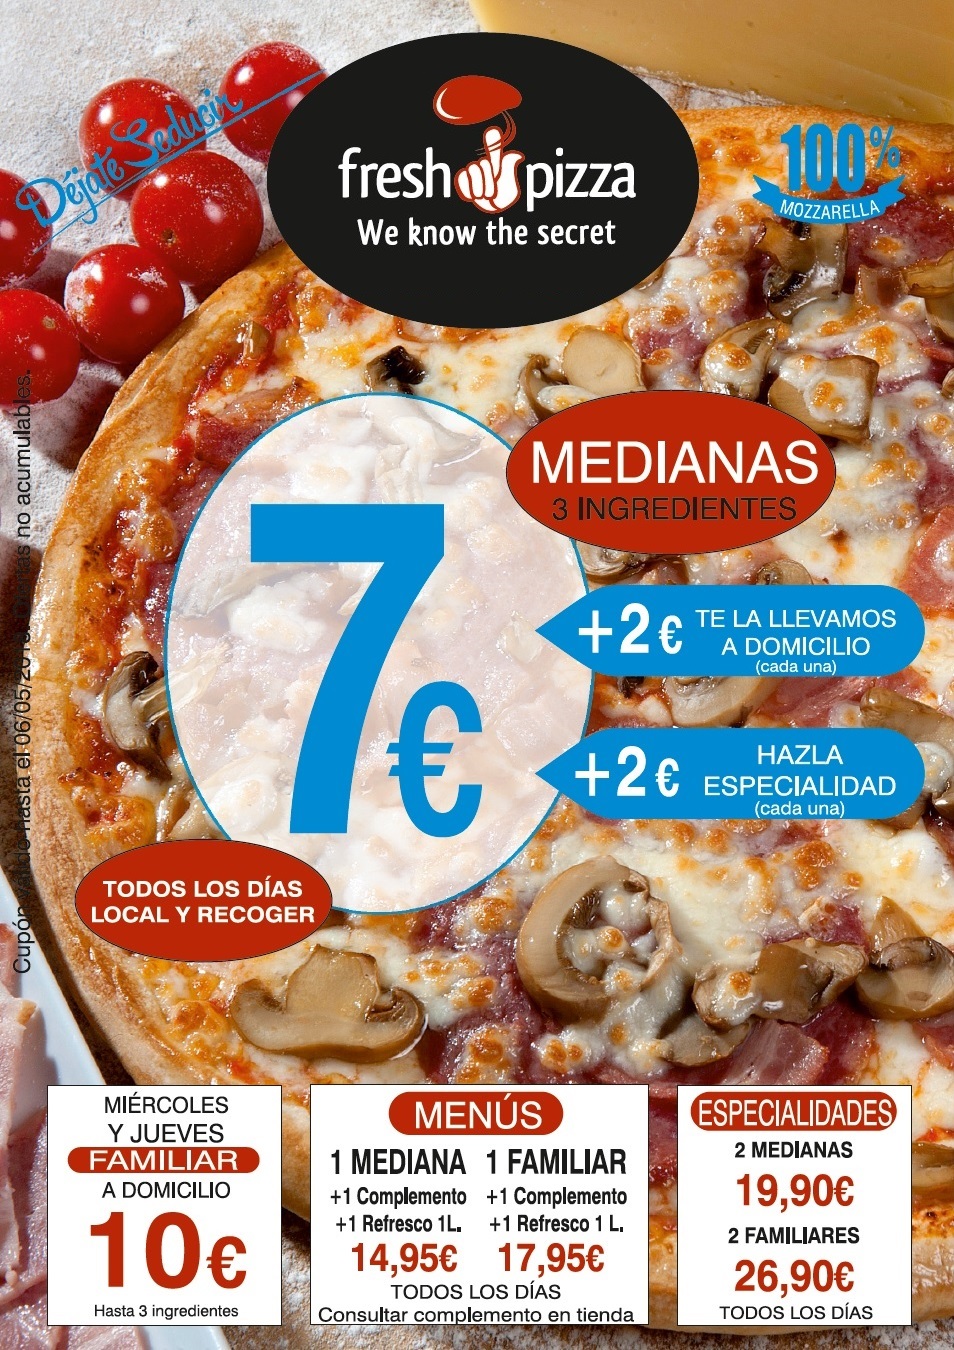 Déjate Seducir
fresh pizza
We know the secret
100%
MOZZARELLA
MEDIANAS
3 INGREDIENTES
7€
+2€ TE LA LLEVAMOS
A DOMICILIO
(cada una)
+2€ HAZLA
ESPECIALIDAD
(cada una)
TODOS LOS DÍAS
LOCAL Y RECOGER
Cupón hasta el 06/05/ no acumulables.
MIÉRCOLES
Y JUEVES
FAMILIAR
A DOMICILIO
10€
Hasta 3 ingredientes
MENÚS
1 MEDIANA
+1 Complemento
+1 Refresco 1L.
14,95€
1 FAMILIAR
+1 Complemento
+1 Refresco 1 L.
17,95€
TODOS LOS DÍAS
Consultar complemento en tienda
ESPECIALIDADES
2 MEDIANAS
19,90€
2 FAMILIARES
26,90€
TODOS LOS DÍAS